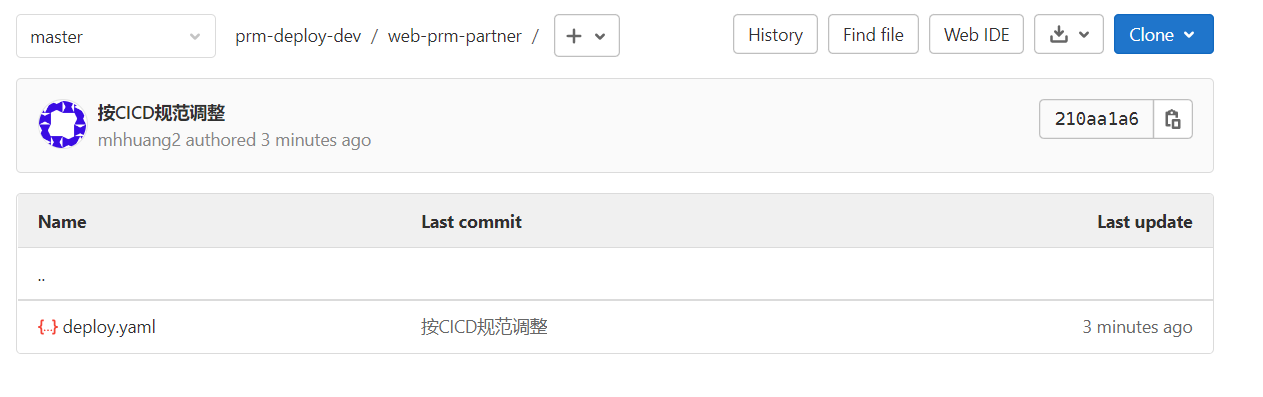 master
prm-deploy-dev / web-prm-partner /
History
Find file
Web IDE
Clone
按CICD规范调整
mhhuang2 authored 3 minutes ago
210aa1a6
Name Last commit Last update
..
{...} deploy.yaml 按CICD规范调整 3 minutes ago